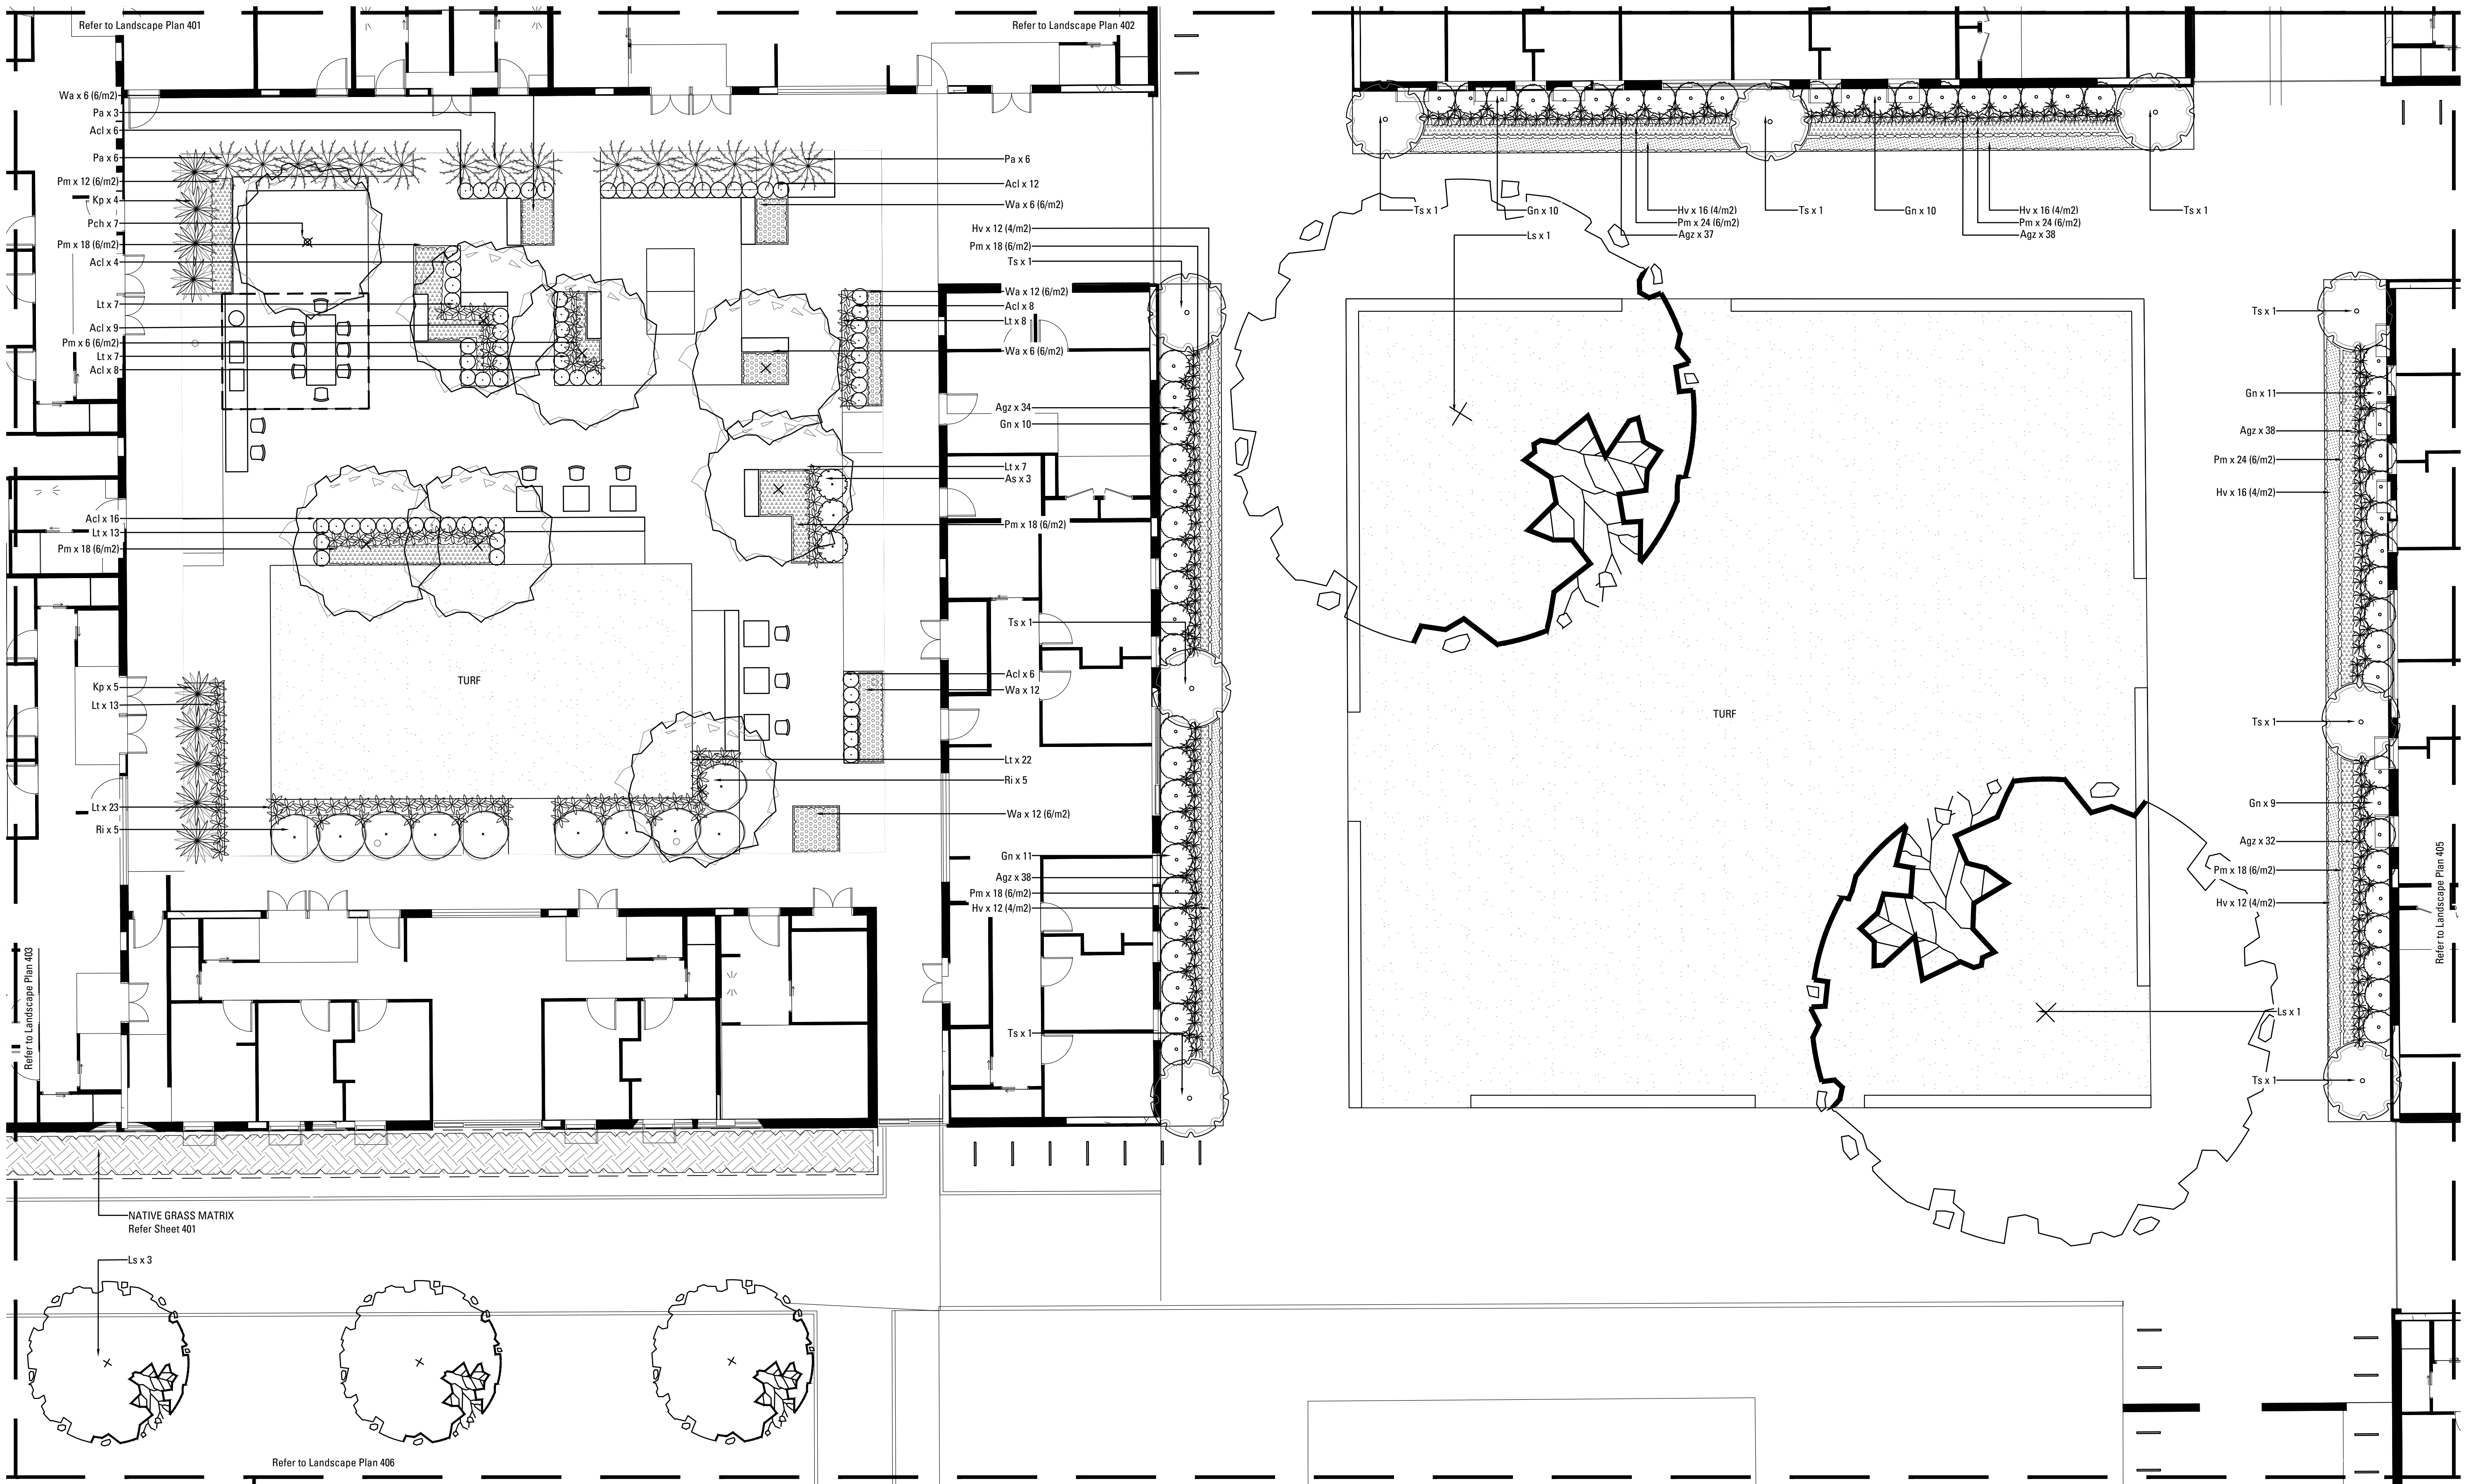 Refer to Landscape Plan 401
Refer to Landscape Plan 402
Wa x 6 (6/m2)
Pa x 3
Acl x 6
Pa x 6
Pm x 12 (6/m2)
Kp x 4
Pch x 7
Pm x 18 (6/m2)
Acl x 4
Lt x 7
Acl x 9
Pm x 6 (6/m2)
Lt x 7
Acl x 8
Acl x 16
Lt x 13
Pm x 18 (6/m2)
Kp x 5
Lt x 13
Lt x 23
Ri x 5
TURF
Pa x 6
Acl x 12
Wa x 6 (6/m2)
Hv x 12 (4/m2)
Pm x 18 (6/m2)
Ts x 1
Wa x 12 (6/m2)
Acl x 8
Lt x 8
Wa x 6 (6/m2)
Agz x 34
Gn x 10
Lt x 7
As x 3
Pm x 18 (6/m2)
Ts x 1
Acl x 6
Wa x 12
Lt x 22
Ri x 5
Wa x 12 (6/m2)
Gn x 11
Agz x 38
Pm x 18 (6/m2)
Hv x 12 (4/m2)
Ts x 1
Ts x 1
Gn x 10
Hv x 16 (4/m2)
Pm x 24 (6/m2)
Agz x 37
Ts x 1
Gn x 10
Hv x 16 (4/m2)
Pm x 24 (6/m2)
Agz x 38
Ts x 1
Ls x 1
TURF
Ts x 1
Gn x 11
Agz x 38
Pm x 24 (6/m2)
Hv x 16 (4/m2)
Ts x 1
Gn x 9
Agz x 32
Pm x 18 (6/m2)
Hv x 12 (4/m2)
Ls x 1
Ts x 1
Refer to Landscape Plan 405
Refer to Landscape Plan 403
NATIVE GRASS MATRIX
Refer Sheet 401
Ls x 3
Refer to Landscape Plan 406